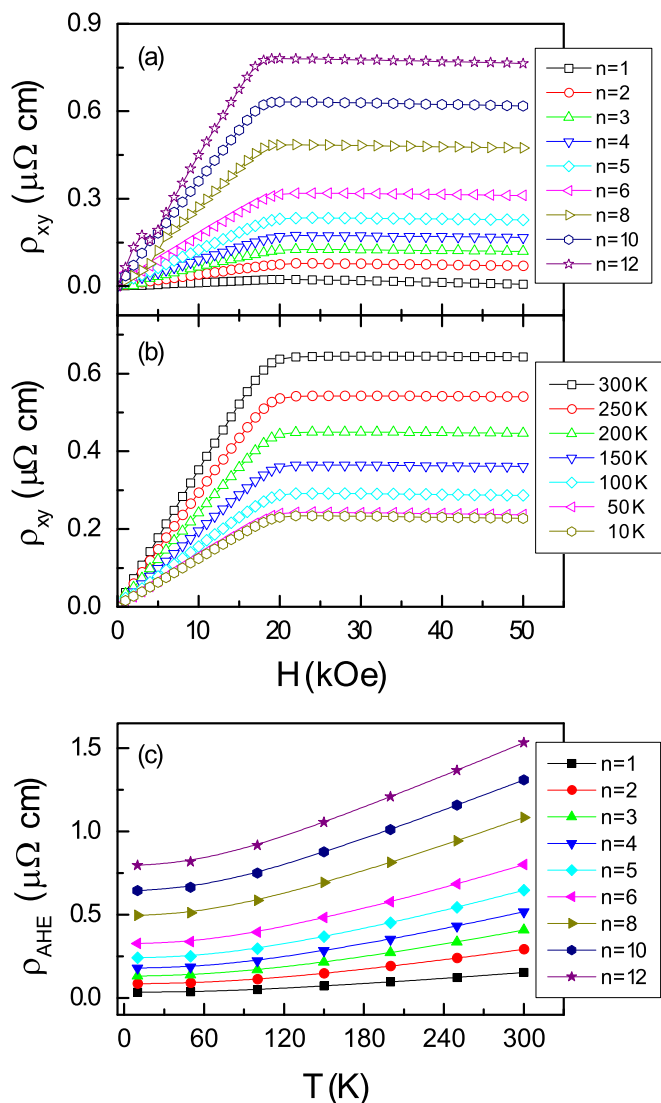 0.9
(a)
n=1
n=2
0.6
n=3
n=4
ρxy (μΩ cm)
n=5
0.3
n=6
n=8
n=10
0.0
n=12
(b)
0.6
300K
250K
ρxy (μΩ cm)
0.4
200K
150K
100K
0.2
50K
10K
0.0
0 10 20 30 40 50
H (kOe)
(c)
1.5
n=1
n=2
n=3
ρAHE (μΩ cm)
1.0
n=4
n=5
n=6
0.5
n=8
n=10
n=12
0.0
0 60 120 180 240 300
T (K)